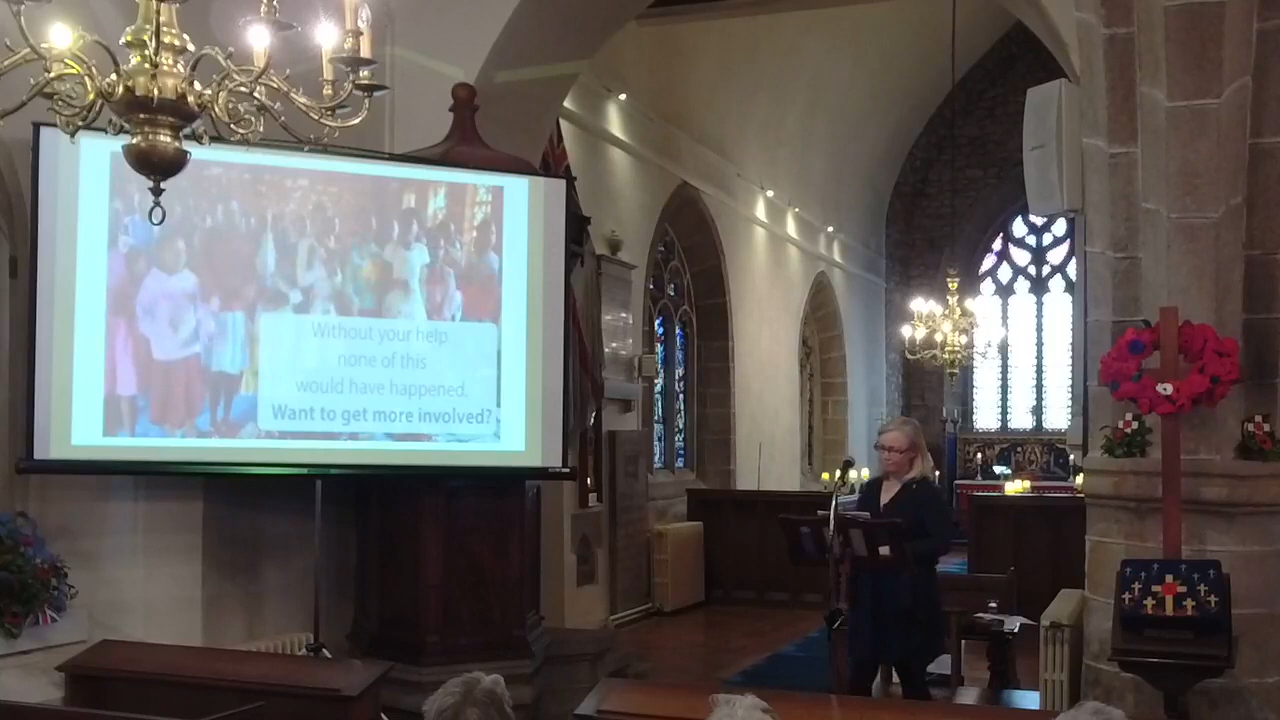 Without your help
none of this
would have happened.
Want to get more involved?